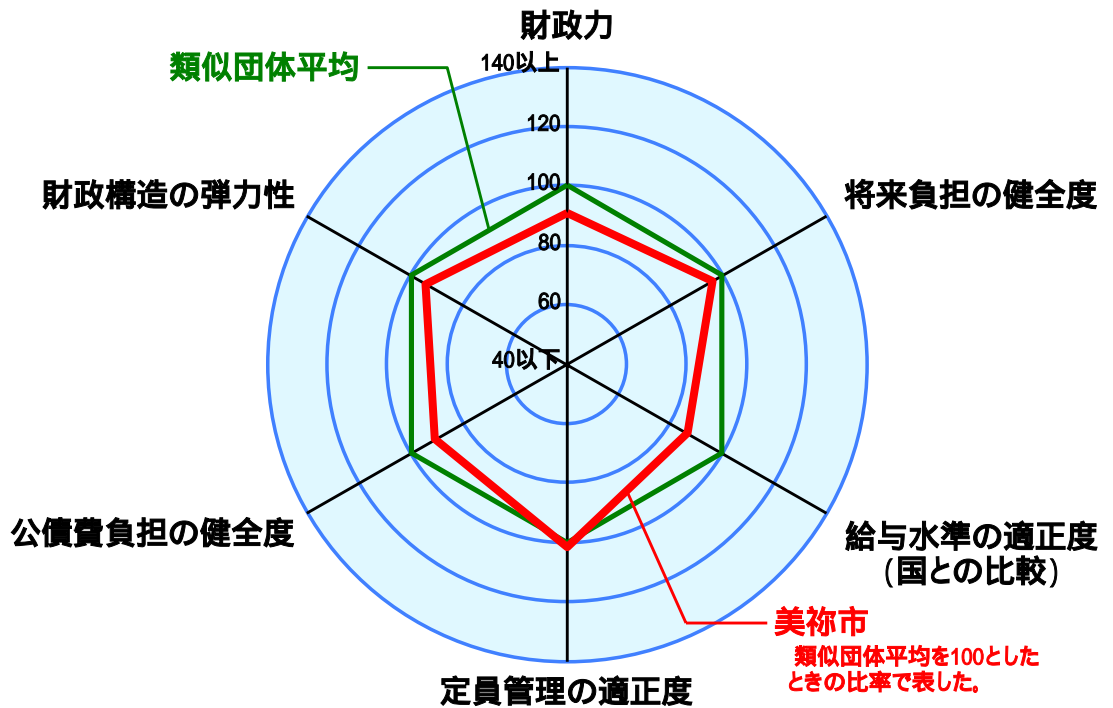 財政力
類似団体平均
140以上
120
100
80
60
40以下
財政構造の弾力性
将来負担の健全度
公債費負担の健全度
給与水準の適正度
(国との比較)
美祢市
類似団体平均を100とした
ときの比率で表した。
定員管理の適正度